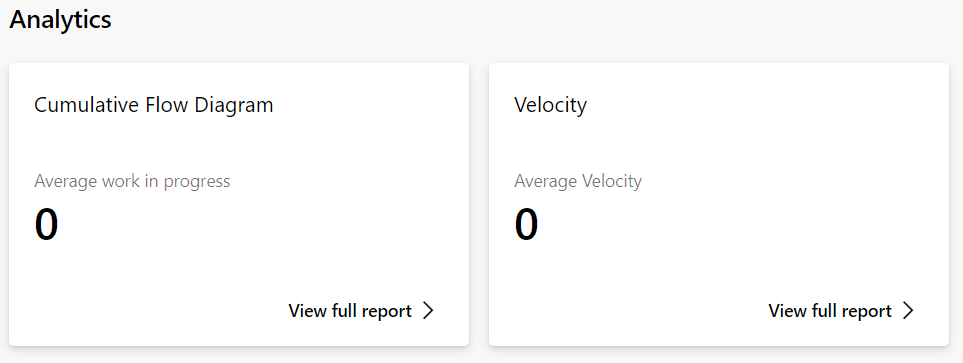 Analytics
Cumulative Flow Diagram
Average work in progress
0
View full report
Velocity
Average Velocity
0
View full report